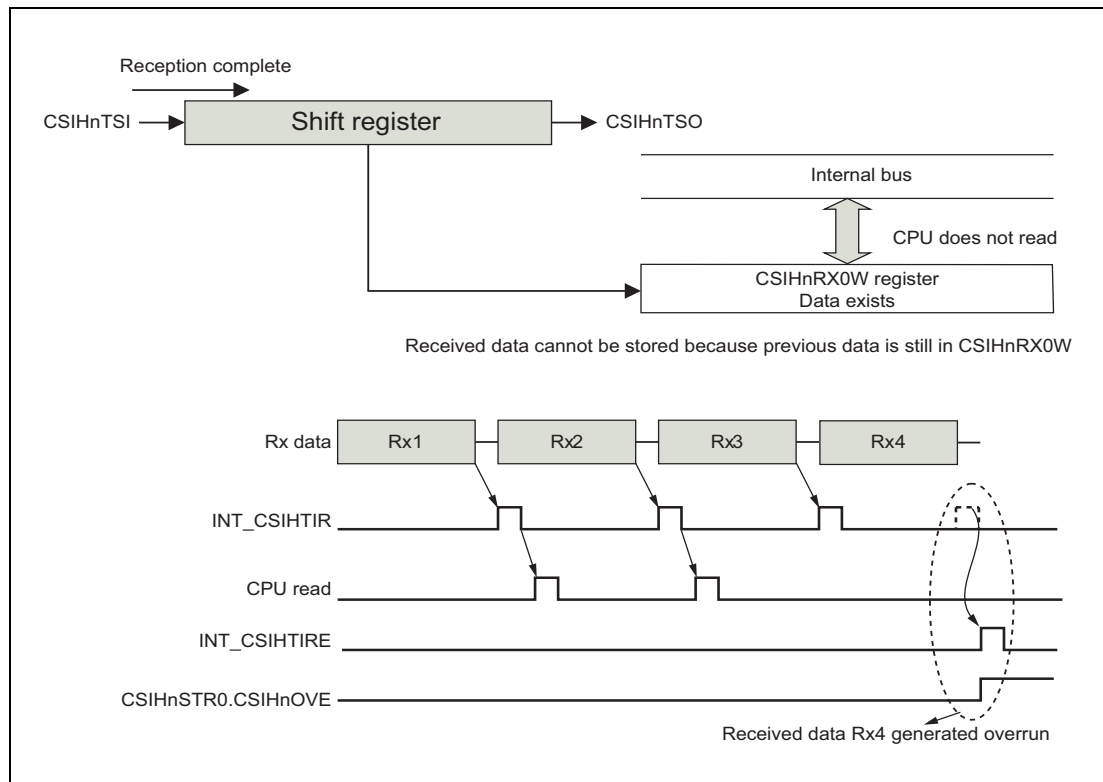 Reception complete
CSIHnTSI
Shift register
CSIHnTSO
Internal bus
CPU does not read
CSIHnRX0W register
Data exists
Received data cannot be stored because previous data is still in CSIHnRX0W
Rx data
Rx1
Rx2
Rx3
Rx4
INT_CSIHTIR
CPU read
INT_CSIHTIRE
CSIHnSTR0.CSIHnOVE
Received data Rx4 generated overrun